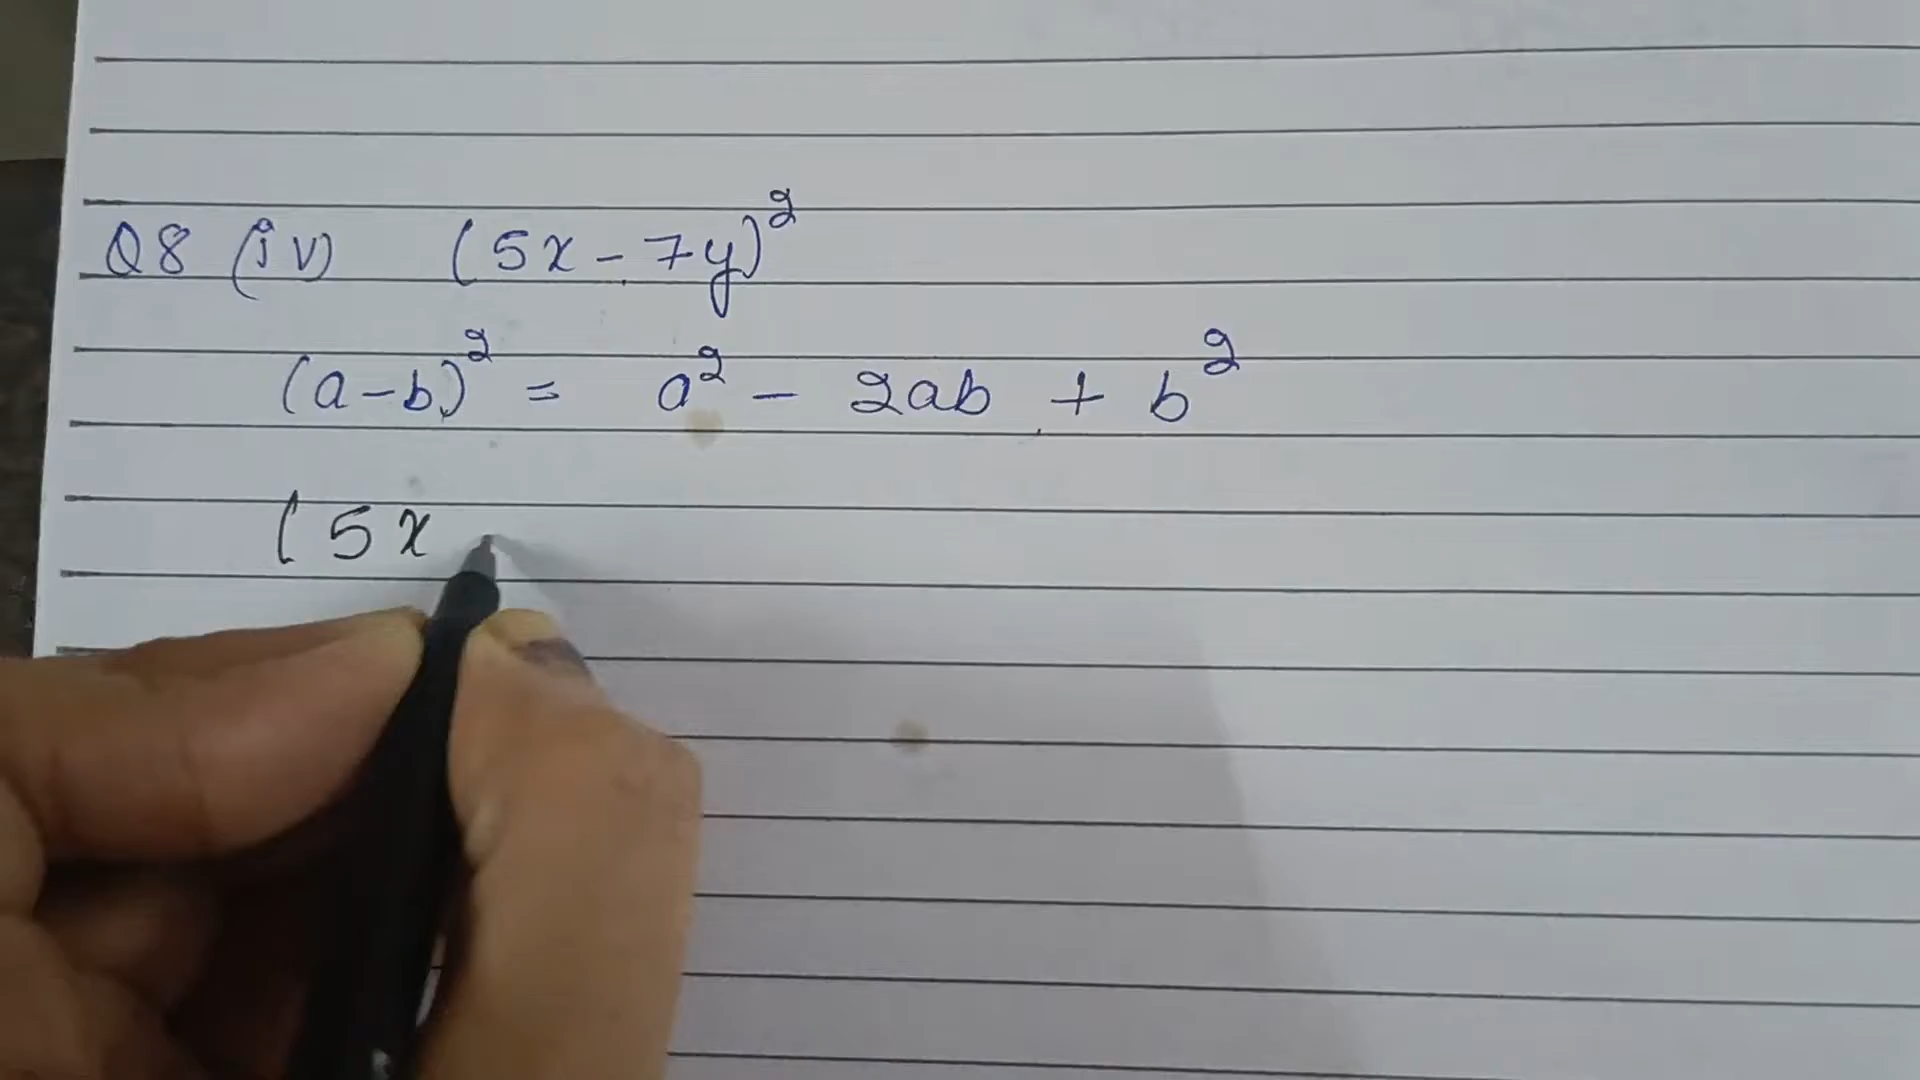 Q8 (iv) (5x - 7y)²
(a-b)² = a² - 2ab + b²
(5x